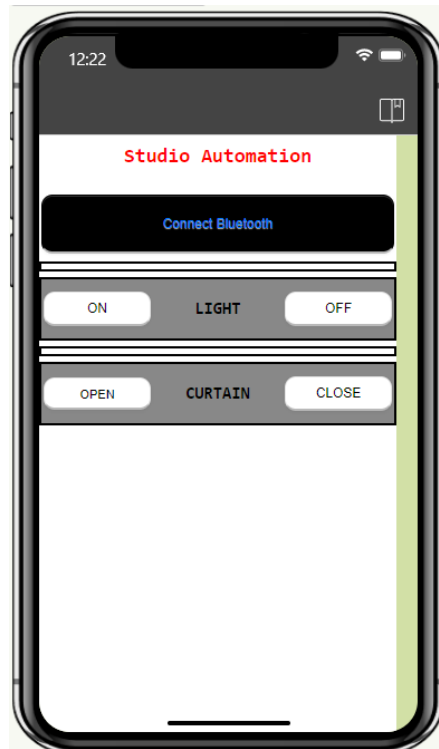 12:22
Studio Automation
Connect Bluetooth
ON LIGHT OFF
OPEN CURTAIN CLOSE